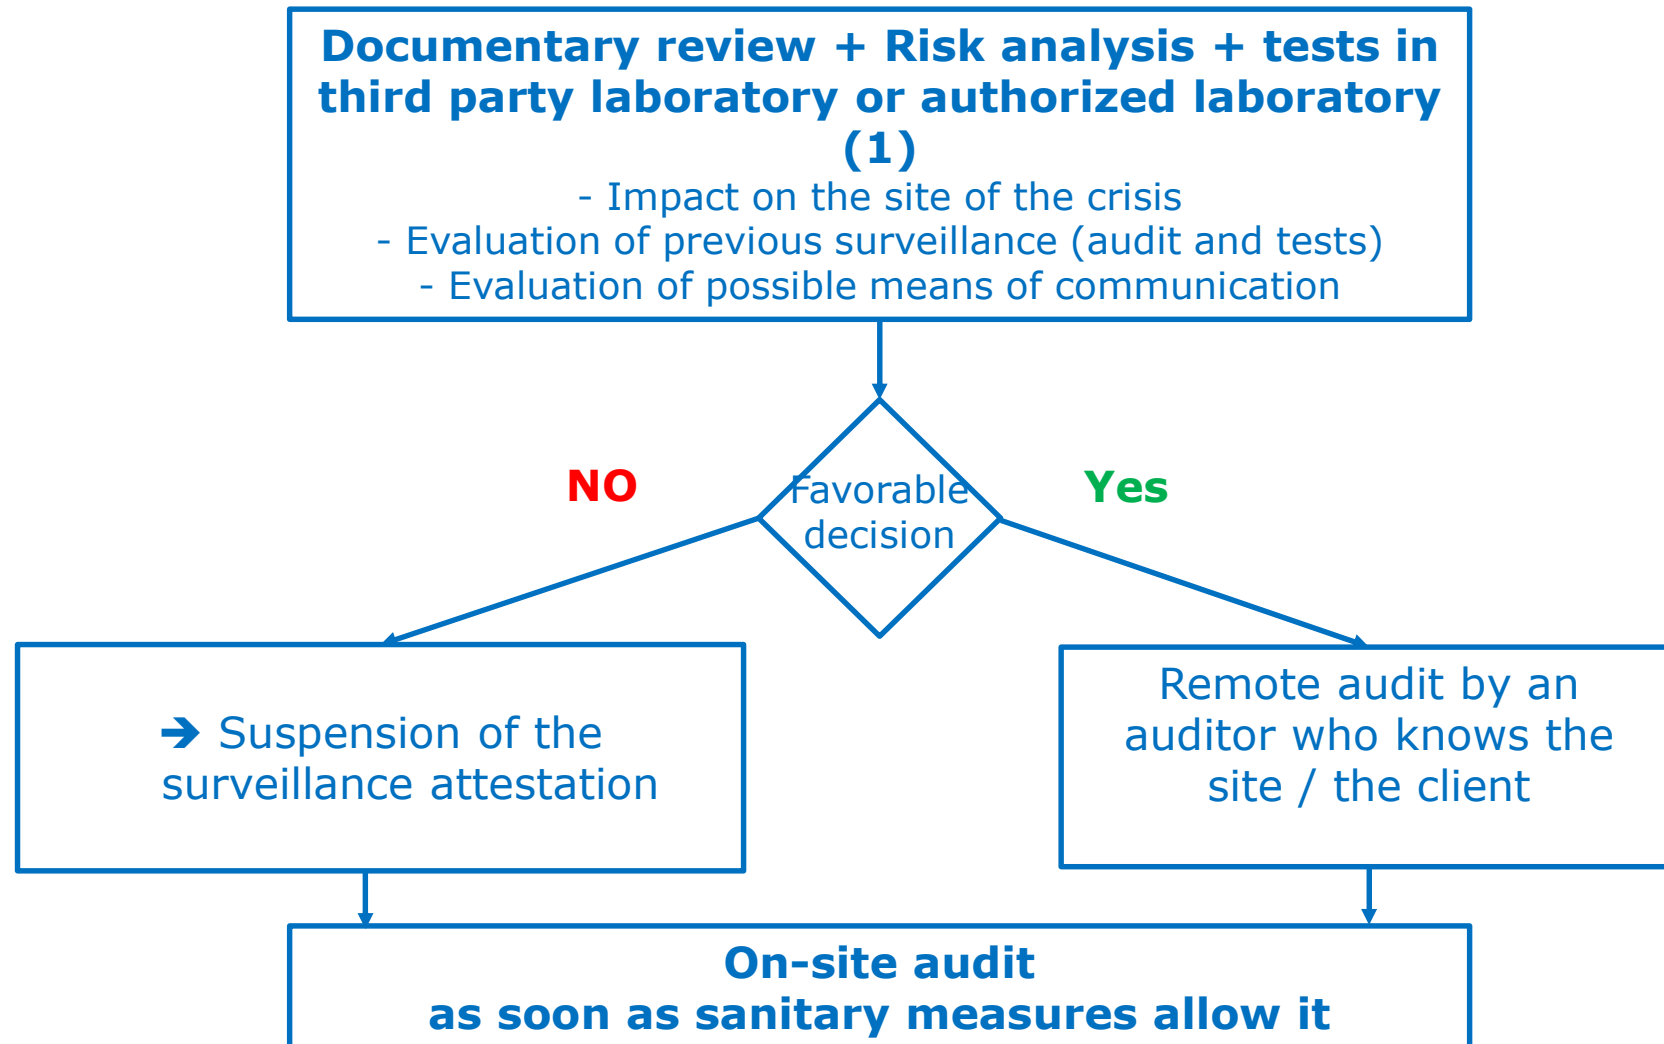 Documentary review + Risk analysis + tests in
third party laboratory or authorized laboratory
(1)
- Impact on the site of the crisis
- Evaluation of previous surveillance (audit and tests)
- Evaluation of possible means of communication
NO
Favorable
decision
Yes
➔ Suspension of the
surveillance attestation
Remote audit by an
auditor who knows the
site / the client
On-site audit
as soon as sanitary measures allow it